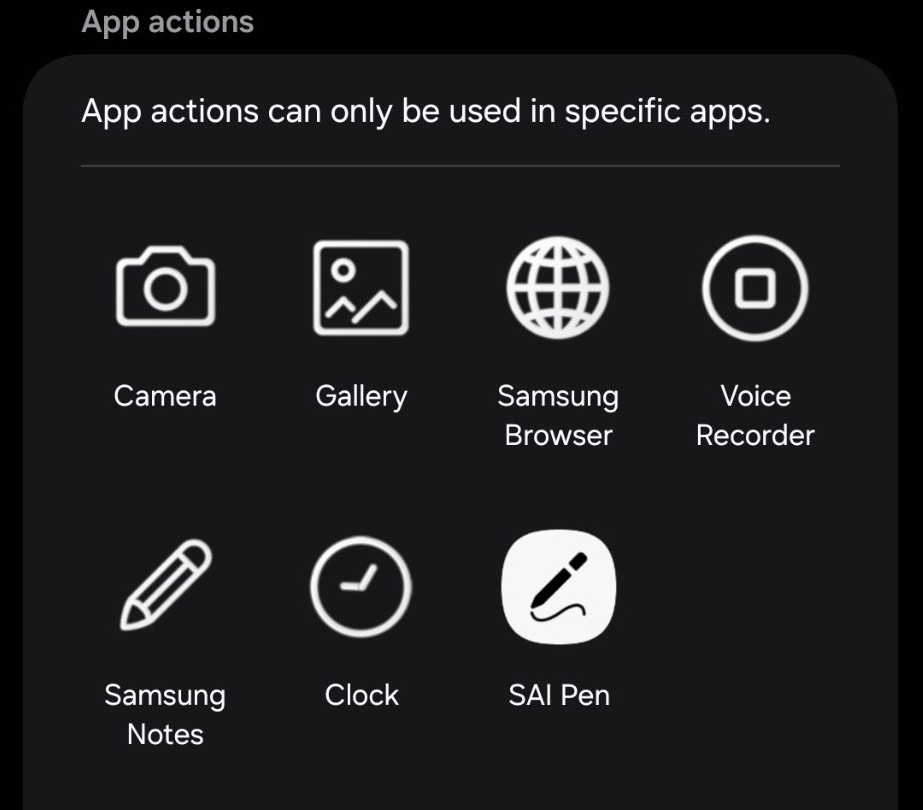 App actions
App actions can only be used in specific apps.
Camera
Gallery
Samsung
Browser
Voice
Recorder
Samsung
Notes
Clock
SAI Pen